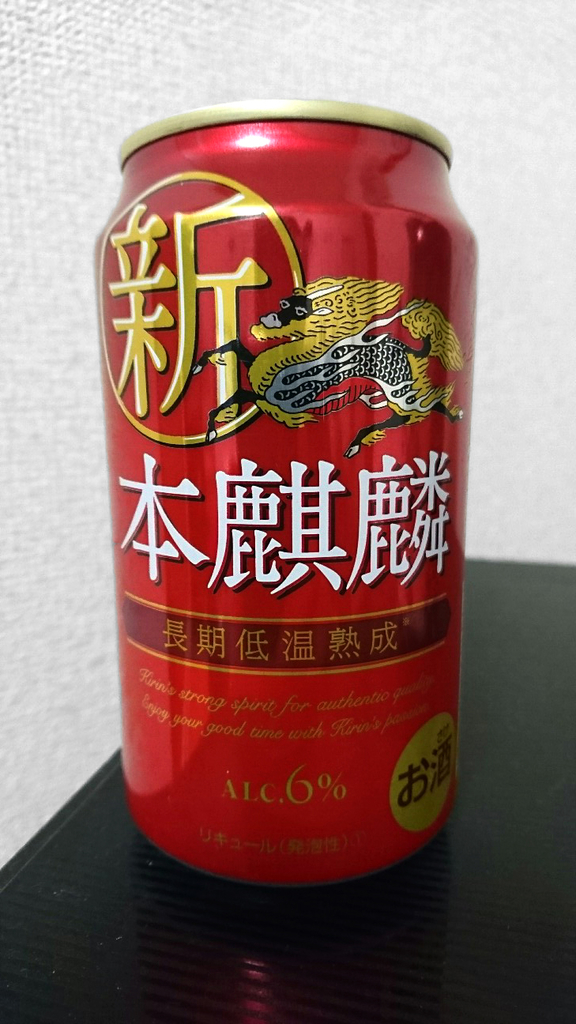 新
本麒麟
長期低温熟成※
Kirin's strong spirit for authentic quality
Enjoy your good time with Kirin's passion
ALC.6%
お酒
リキュール(発泡性)①